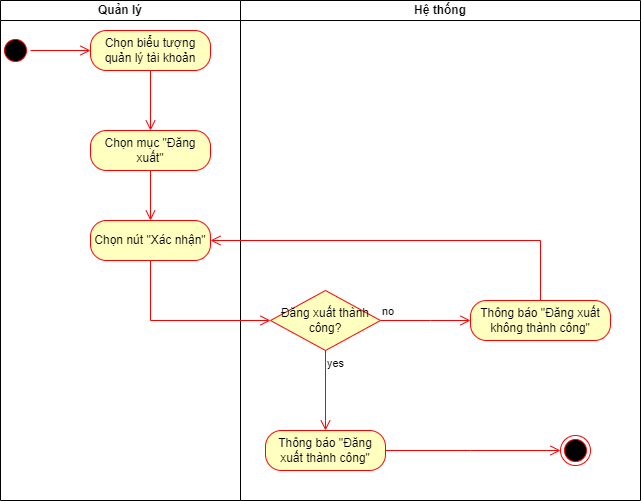 Quản lý
Hệ thống
Chọn biểu tượng
quản lý tài khoản
Chọn mục "Đăng
xuất"
Chọn nút "Xác nhận"
Đăng xuất thành
công?
no
Thông báo "Đăng xuất
không thành công"
yes
Thông báo "Đăng
xuất thành công"